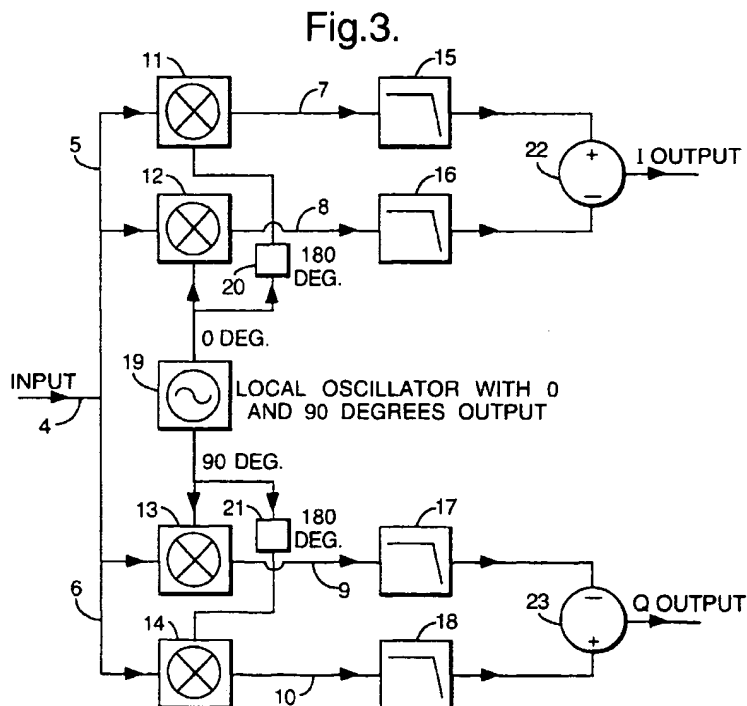 Fig.3.
11
15
7
5
12
16
22
+
−
I OUTPUT
8
20
180
DEG.
0 DEG.
19
INPUT
4
LOCAL OSCILLATOR WITH 0
AND 90 DEGREES OUTPUT
90 DEG.
13
21
180
DEG.
17
9
6
14
18
23
−
+
Q OUTPUT
10